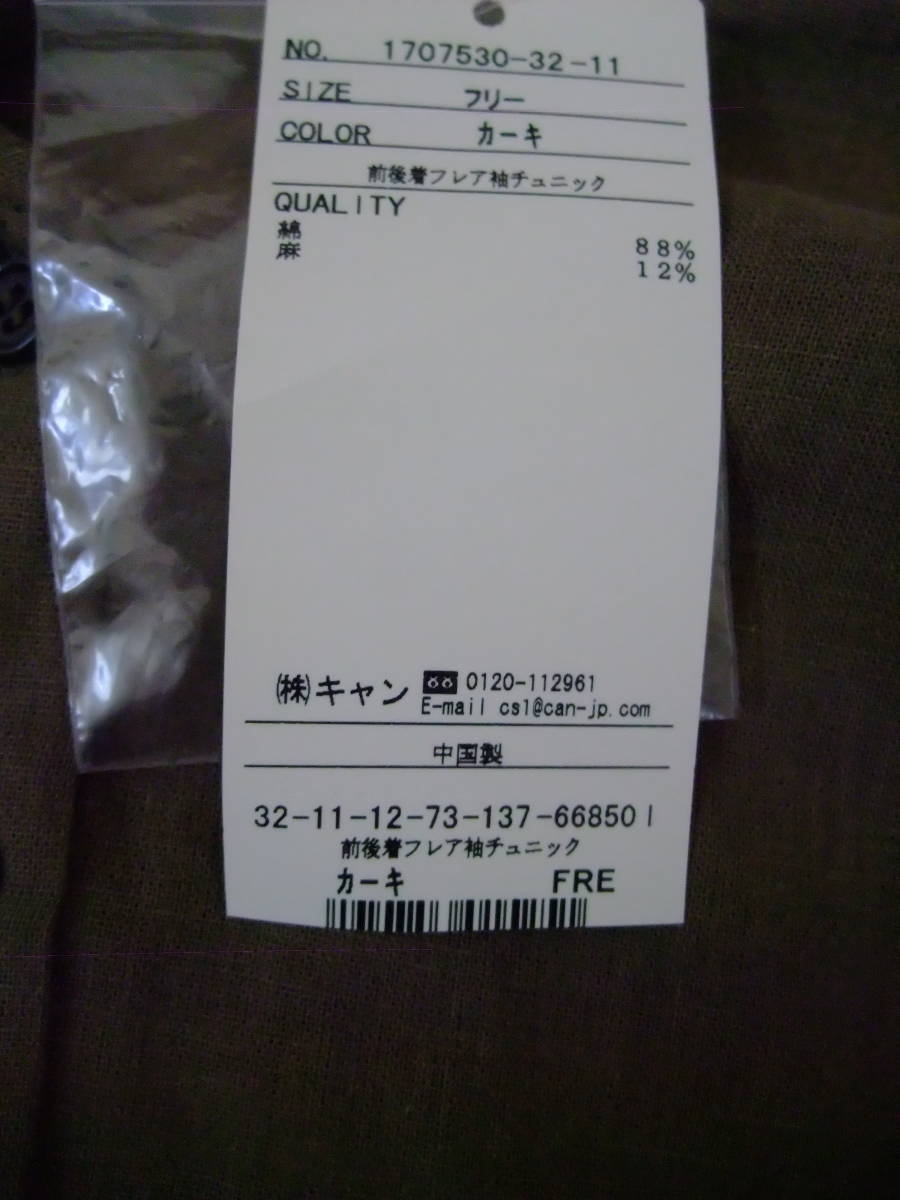 NO. 1707530-32-11
SIZE フリー
COLOR カーキ
前後着フレア袖チュニック
QUALITY
綿 88%
麻 12%
㈱キャン 0120-112961
E-mail cs1@can-jp.com
中国製
32-11-12-73-137-66850 |
前後着フレア袖チュニック
カーキ FRE